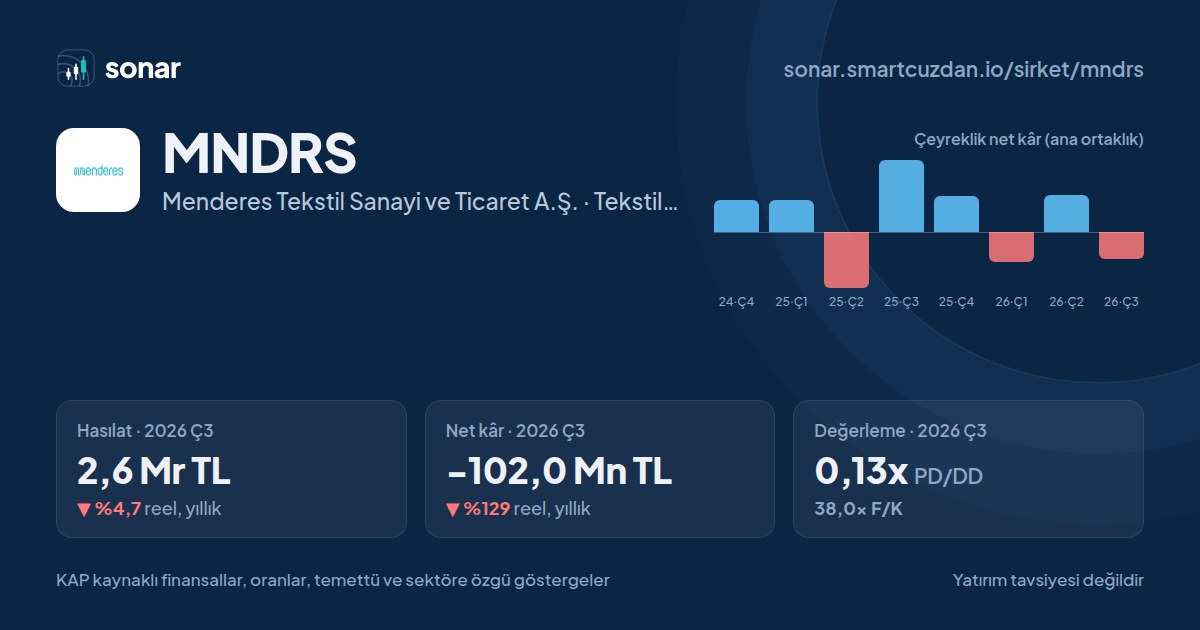 sonar
sonar.smartcuzdan.io/sirket/mndrs
menderes
MNDRS
Menderes Tekstil Sanayi ve Ticaret A.Ş. · Tekstil...
Çeyreklik net kâr (ana ortaklık)
24·Ç4 25·Ç1 25·Ç2 25·Ç3 25·Ç4 26·Ç1 26·Ç2 26·Ç3
Hasılat · 2026 Ç3
2,6 Mr TL
▼ %4,7 reel, yıllık
Net kâr · 2026 Ç3
−102,0 Mn TL
▼ %129 reel, yıllık
Değerleme · 2026 Ç3
0,13x PD/DD
38,0× F/K
KAP kaynaklı finansallar, oranlar, temettü ve sektöre özgü göstergeler
Yatırım tavsiyesi değildir